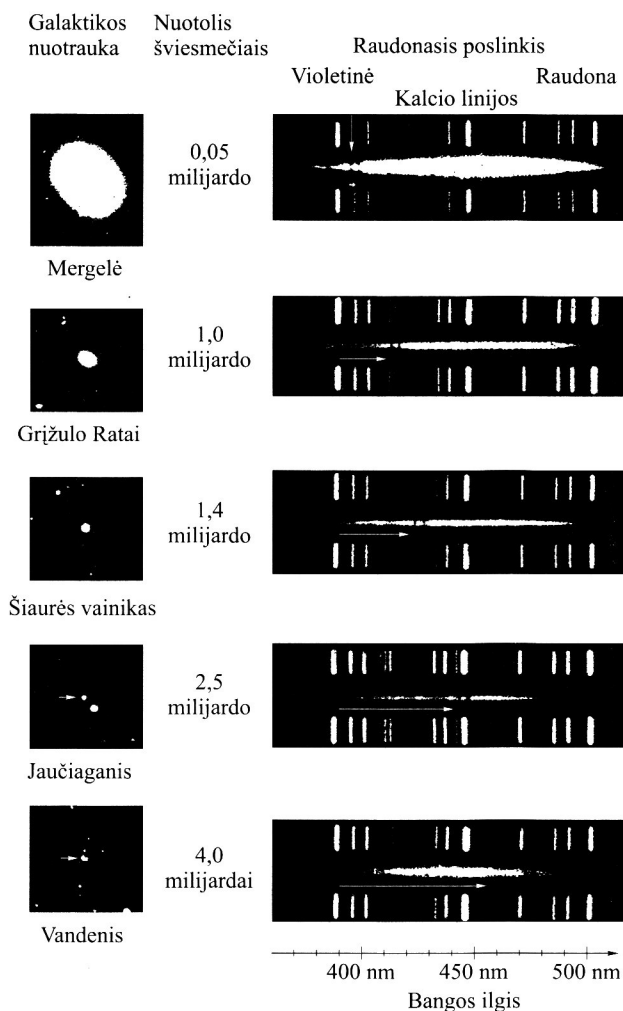 Galaktikos
nuotrauka
Nuotolis
šviesmečiais
Raudonasis poslinkis
Violetinė
Raudona
Kalcio linijos
0,05
milijardo
Mergelė
1,0
milijardo
Grįžulo Ratai
1,4
milijardo
Šiaurės vainikas
2,5
milijardo
Jaučiaganis
4,0
milijardai
Vandenis
400 nm
450 nm
500 nm
Bangos ilgis